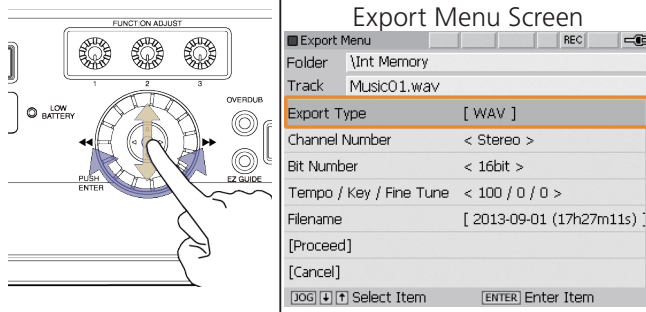 FUNCTION ADJUST
1 2 3
LOW BATTERY
OVERDUB
PUSH ENTER
EZ GUIDE
Export Menu Screen
Export Menu REC
Folder \Int Memory
Track Music01.wav
Export Type [ WAV ]
Channel Number < Stereo >
Bit Number < 16bit >
Tempo / Key / Fine Tune < 100 / 0 / 0 >
Filename [ 2013-09-01 (17h27m11s) ]
[Proceed]
[Cancel]
JOG ↓ ↑ Select Item ENTER Enter Item